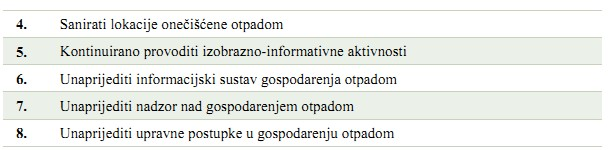 4. Sanirati lokacije onečišćene otpadom
5. Kontinuirano provoditi izobrazno-informativne aktivnosti
6. Unaprijediti informacijski sustav gospodarenja otpadom
7. Unaprijediti nadzor nad gospodarenjem otpadom
8. Unaprijediti upravne postupke u gospodarenju otpadom